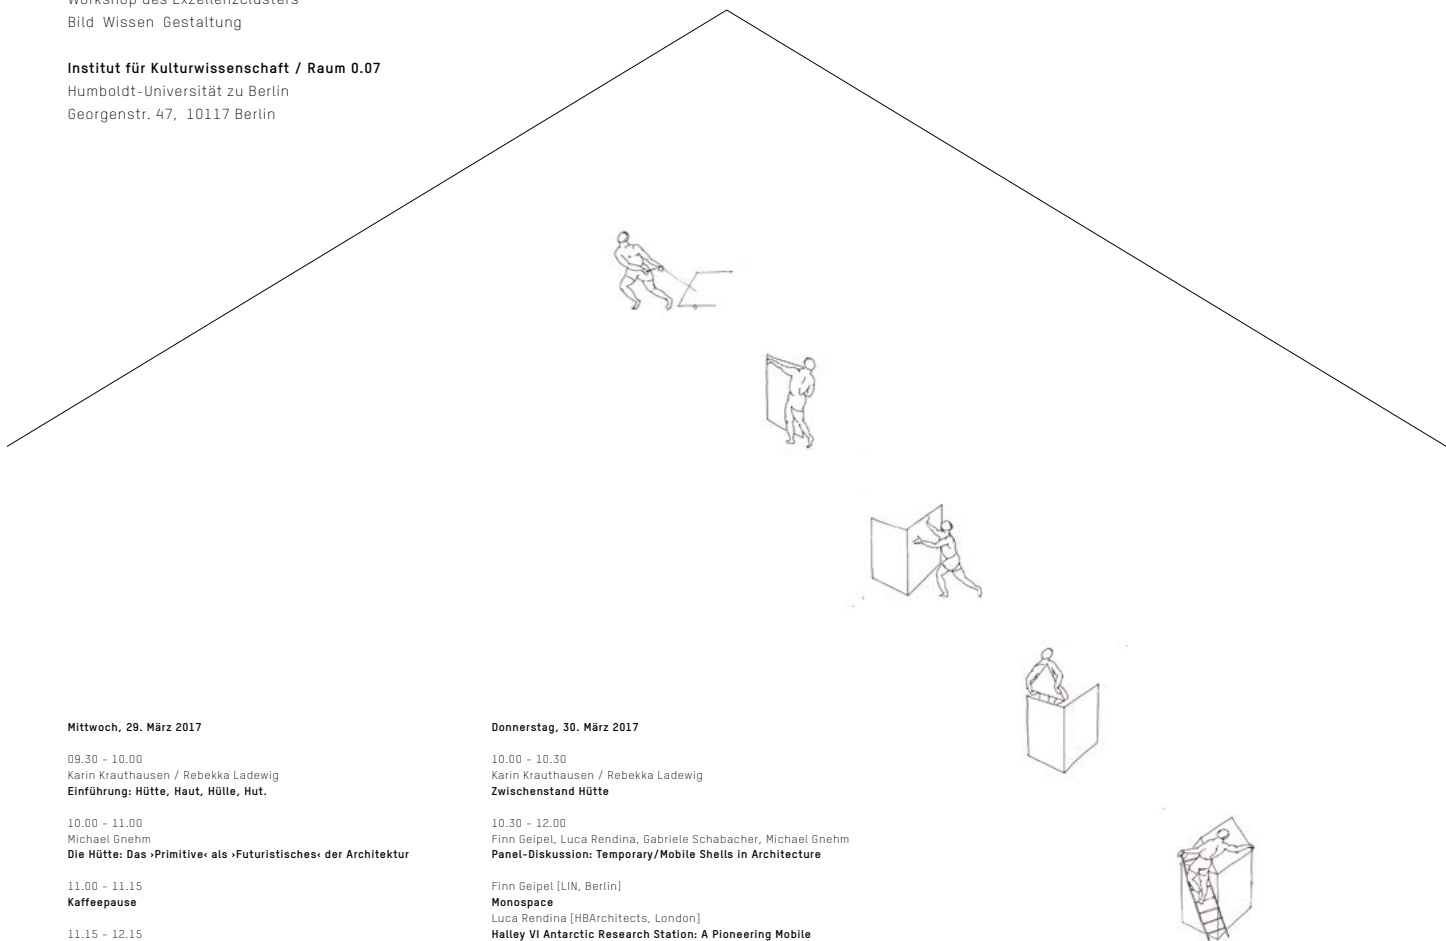 Workshop des Exzellenzclusters
Bild Wissen Gestaltung
Institut für Kulturwissenschaft / Raum 0.07
Humboldt-Universität zu Berlin
Georgenstr. 47, 10117 Berlin
Mittwoch, 29. März 2017
09.30 – 10.00
Karin Krauthausen / Rebekka Ladewig
Einführung: Hütte, Haut, Hülle, Hut.
10.00 – 11.00
Michael Gnehm
Die Hütte: Das ›Primitive‹ als ›Futuristisches‹ der Architektur
11.00 – 11.15
Kaffeepause
11.15 – 12.15
Donnerstag, 30. März 2017
10.00 – 10.30
Karin Krauthausen / Rebekka Ladewig
Zwischenstand Hütte
10.30 – 12.00
Finn Geipel, Luca Rendina, Gabriele Schabacher, Michael Gnehm
Panel-Diskussion: Temporary/Mobile Shells in Architecture
Finn Geipel [LIN, Berlin]
Monospace
Luca Rendina [HBArchitects, London]
Halley VI Antarctic Research Station: A Pioneering Mobile